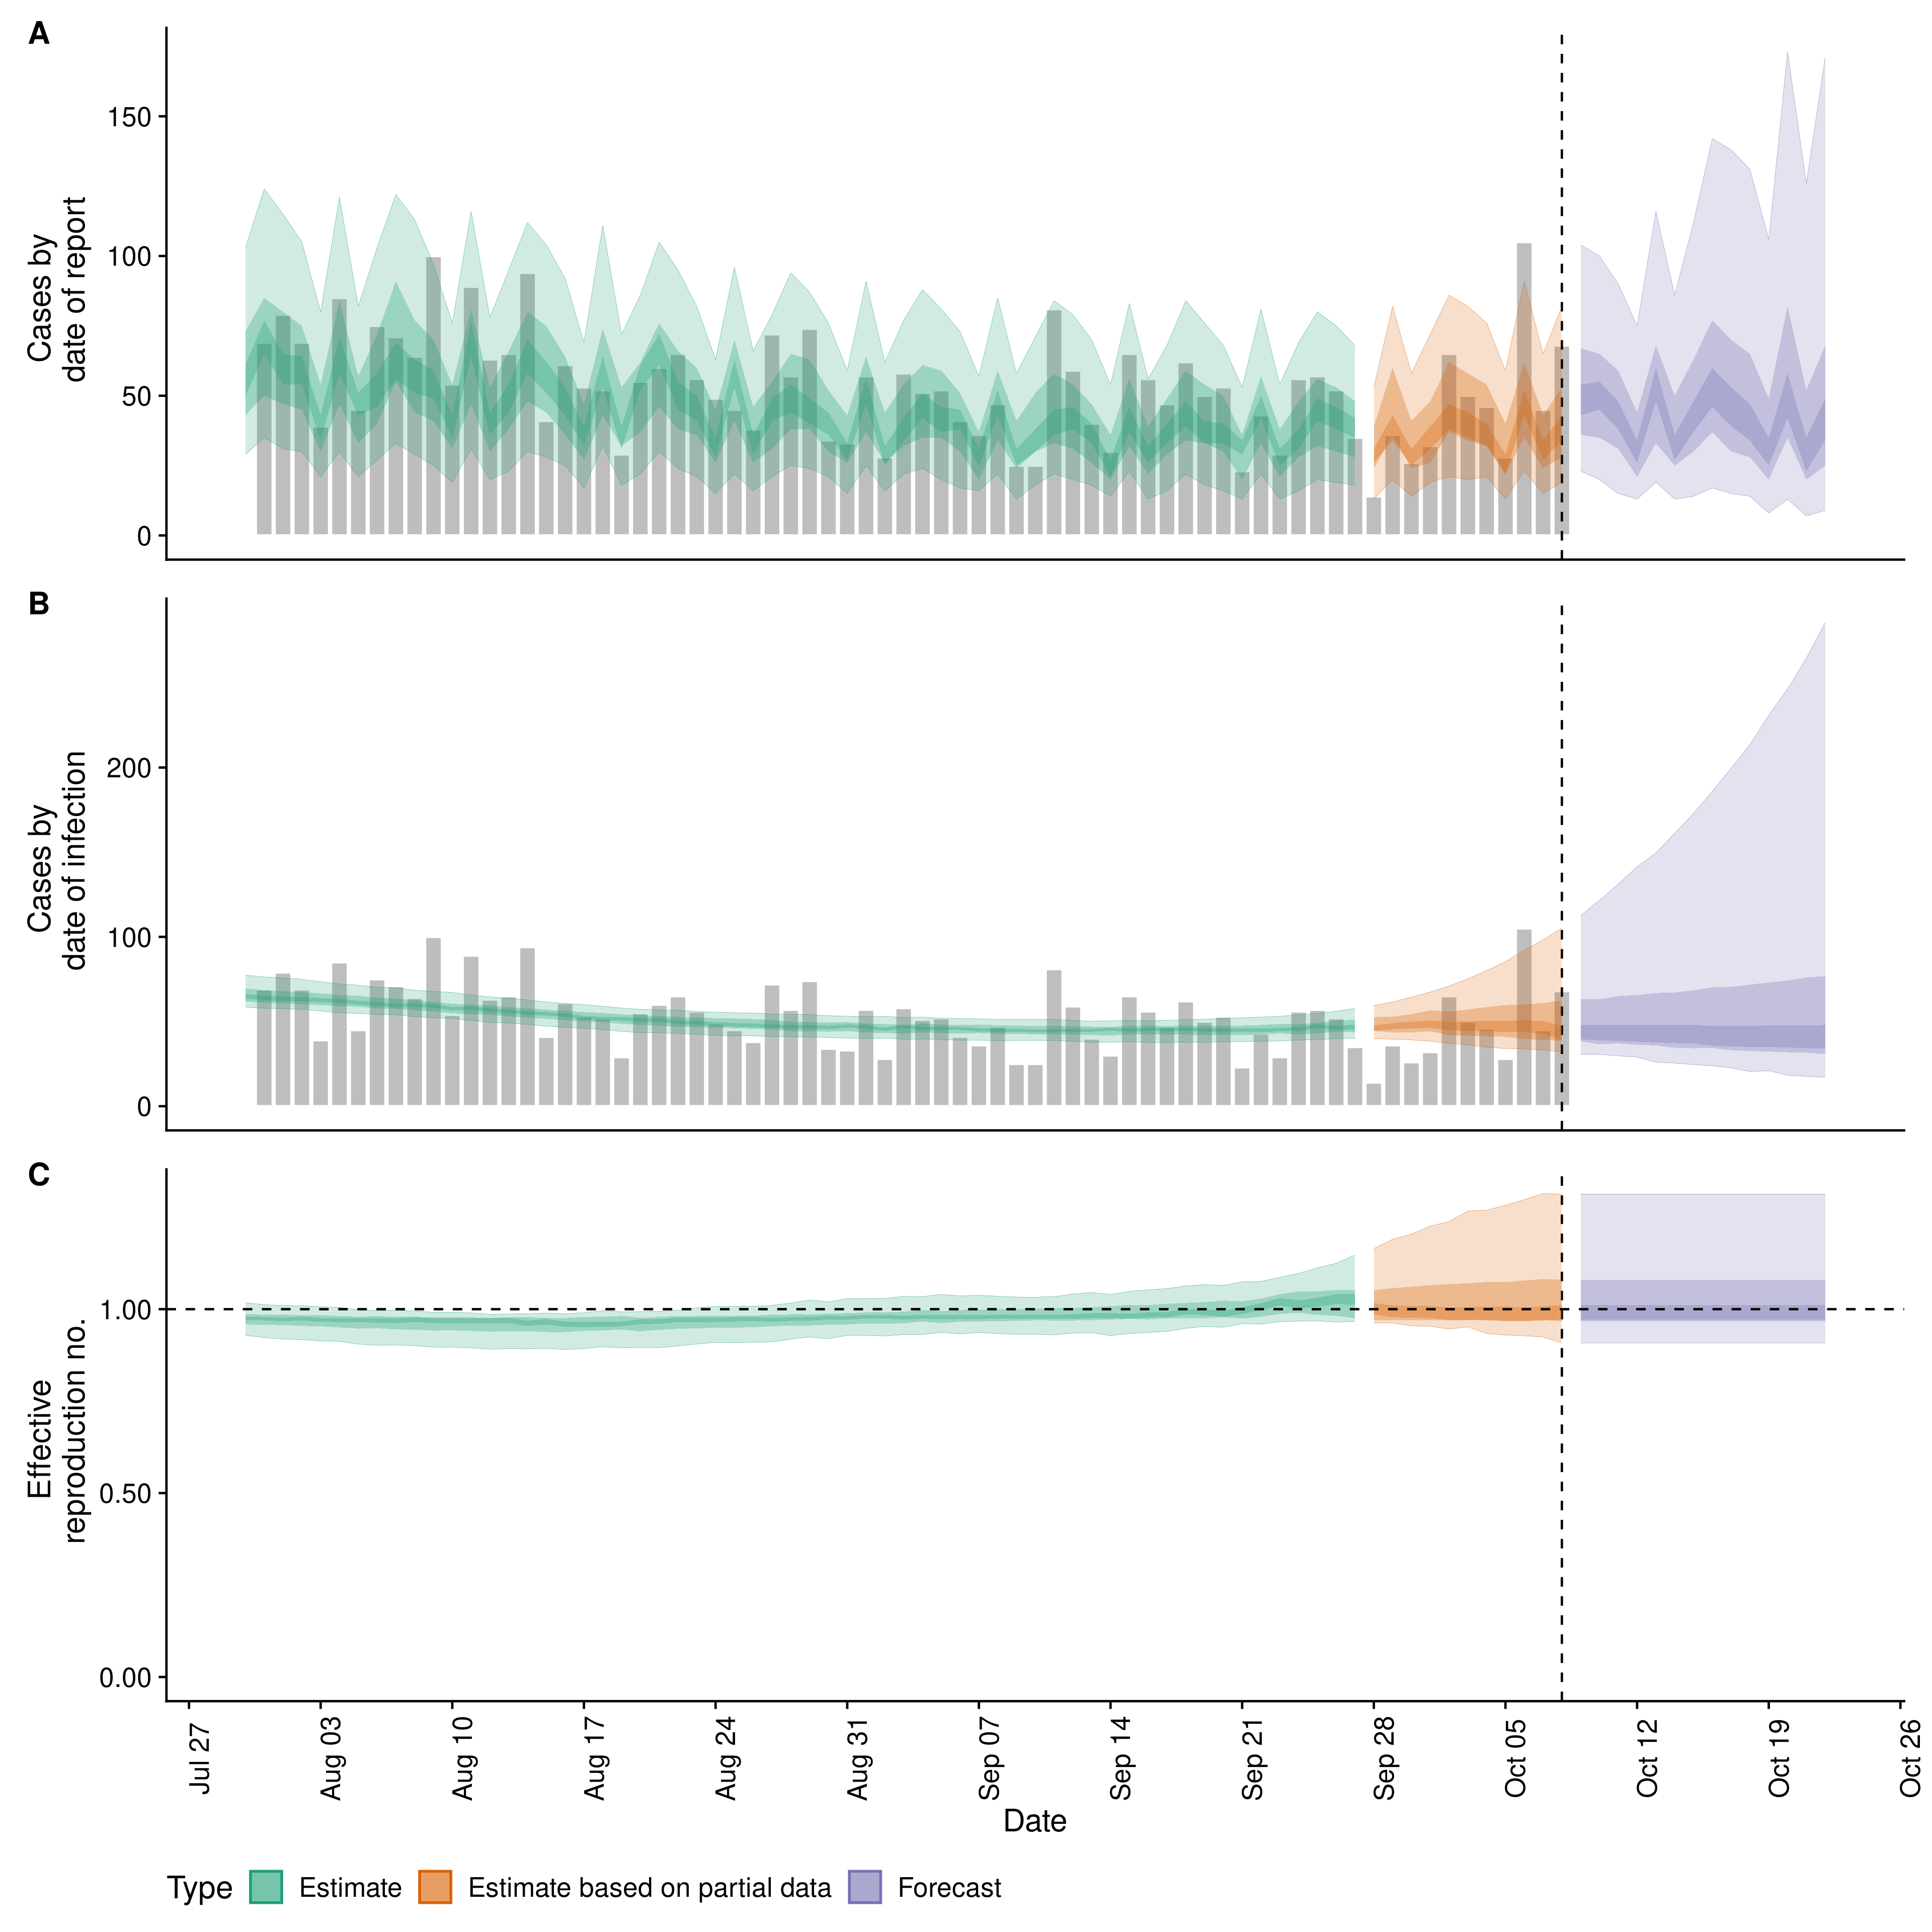 A
Cases by
date of report
150
100
50
0
B
Cases by
date of infection
200
100
0
C
Effective
reproduction no.
1.00
0.50
0.00
Jul 27
Aug 03
Aug 10
Aug 17
Aug 24
Aug 31
Sep 07
Sep 14
Sep 21
Sep 28
Oct 05
Oct 12
Oct 19
Oct 26
Date
Type Estimate Estimate based on partial data Forecast